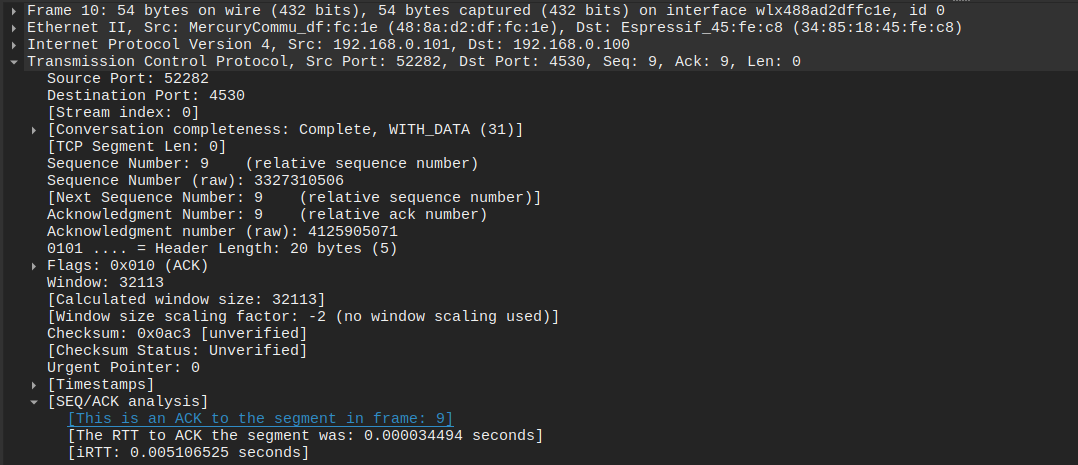 Frame 10: 54 bytes on wire (432 bits), 54 bytes captured (432 bits) on interface wlx488ad2dffc1e, id 0
Ethernet II, Src: MercuryCommu_df:fc:1e (48:8a:d2:df:fc:1e), Dst: Espressif_45:fe:c8 (34:85:18:45:fe:c8)
Internet Protocol Version 4, Src: 192.168.0.101, Dst: 192.168.0.100
Transmission Control Protocol, Src Port: 52282, Dst Port: 4530, Seq: 9, Ack: 9, Len: 0
Source Port: 52282
Destination Port: 4530
[Stream index: 0]
[Conversation completeness: Complete, WITH_DATA (31)]
[TCP Segment Len: 0]
Sequence Number: 9    (relative sequence number)
Sequence Number (raw): 3327310506
[Next Sequence Number: 9    (relative sequence number)]
Acknowledgment Number: 9    (relative ack number)
Acknowledgment number (raw): 4125905071
0101 .... = Header Length: 20 bytes (5)
Flags: 0x010 (ACK)
Window: 32113
[Calculated window size: 32113]
[Window size scaling factor: -2 (no window scaling used)]
Checksum: 0x0ac3 [unverified]
[Checksum Status: Unverified]
Urgent Pointer: 0
[Timestamps]
[SEQ/ACK analysis]
[This is an ACK to the segment in frame: 9]
[The RTT to ACK the segment was: 0.000034494 seconds]
[iRTT: 0.005106525 seconds]